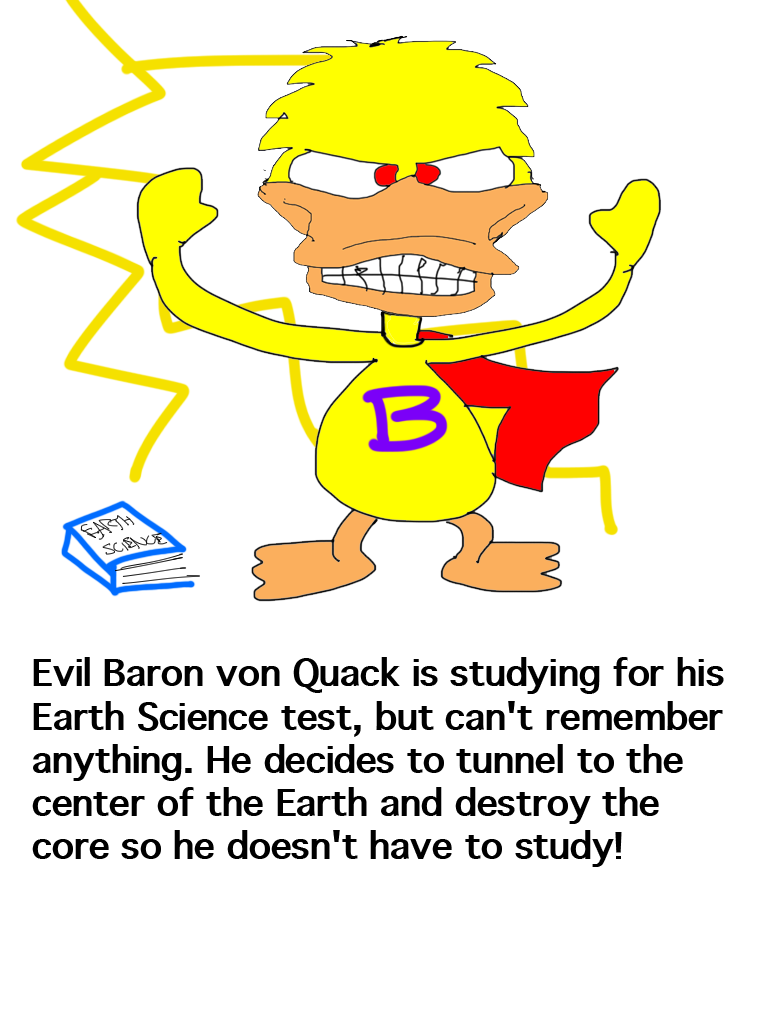 B
EARTH
SCIENCE
Evil Baron von Quack is studying for his
Earth Science test, but can't remember
anything. He decides to tunnel to the
center of the Earth and destroy the
core so he doesn't have to study!